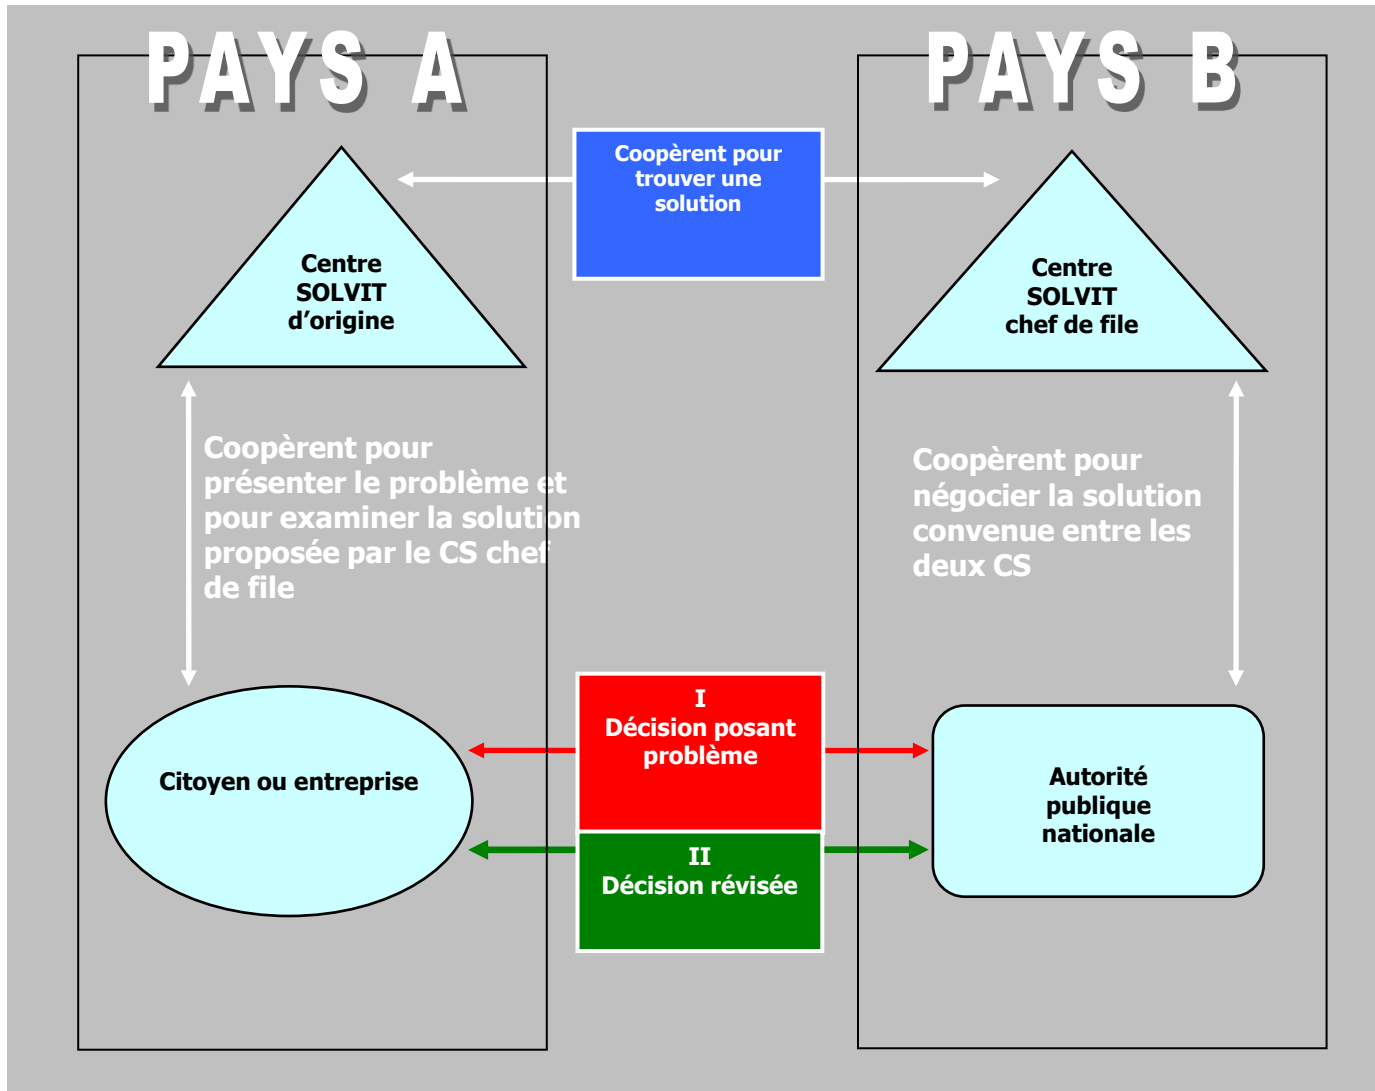 PAYS A
PAYS B
Coopèrent pour
trouver une
solution
Centre
SOLVIT
d’origine
Centre
SOLVIT
chef de file
Coopèrent pour
présenter le problème et
pour examiner la solution
proposée par le CS chef
de file
Coopèrent pour
négocier la solution
convenue entre les
deux CS
I
Décision posant
problème
Citoyen ou entreprise
Autorité
publique
nationale
II
Décision révisée